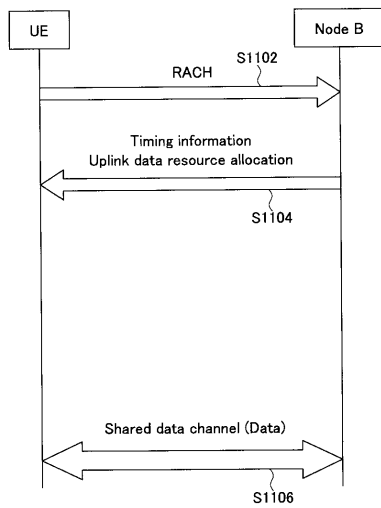 UE
Node B
S1102
RACH
Timing information
Uplink data resource allocation
S1104
Shared data channel (Data)
S1106